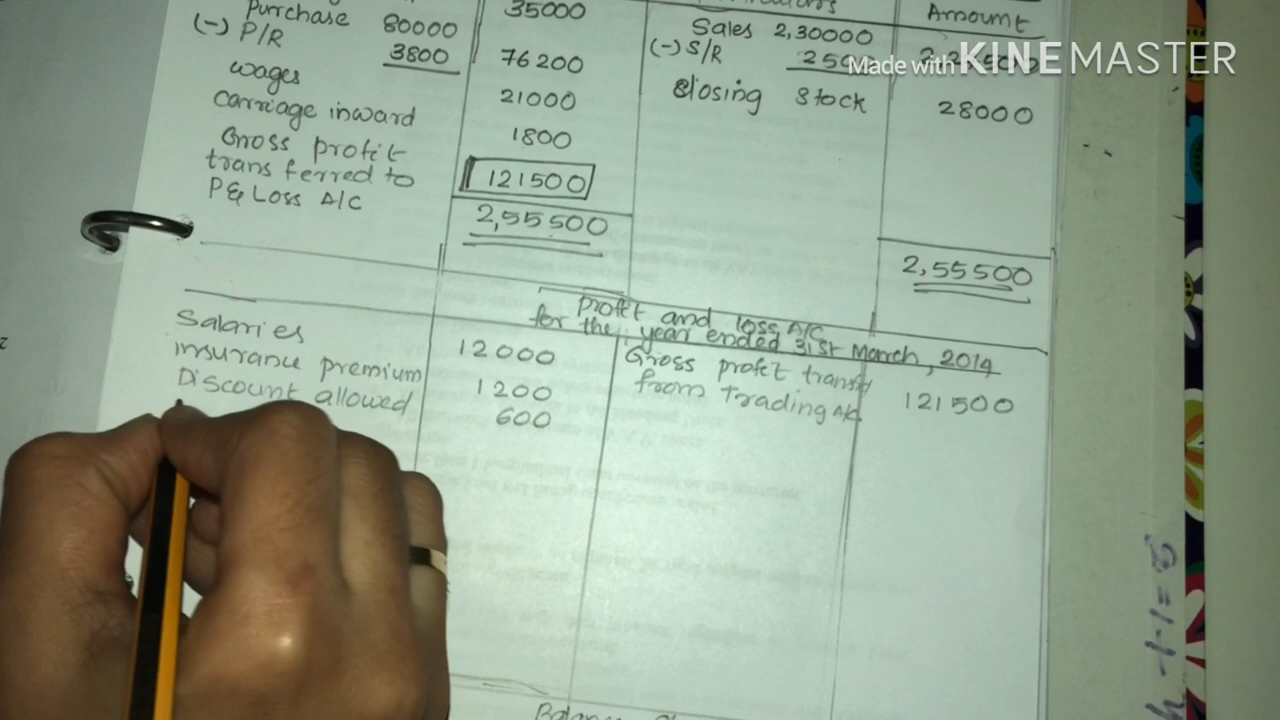 Amount
Purchase 80000 35000 Sales 2,30000
(-) P/R 3800 76200 (-) S/R
Made with KINEMASTER
wages 21000 Closing Stock 28000
Carriage inward 1800
Gross profit
transferred to 121500
P& Loss A/C
2,55500 2,55500
Profit and loss A/C
for the year ended 31st March, 2014
Salaries 12000 Gross profit
insurance premium 1200 from Trading A/C 121500
Discount allowed 600